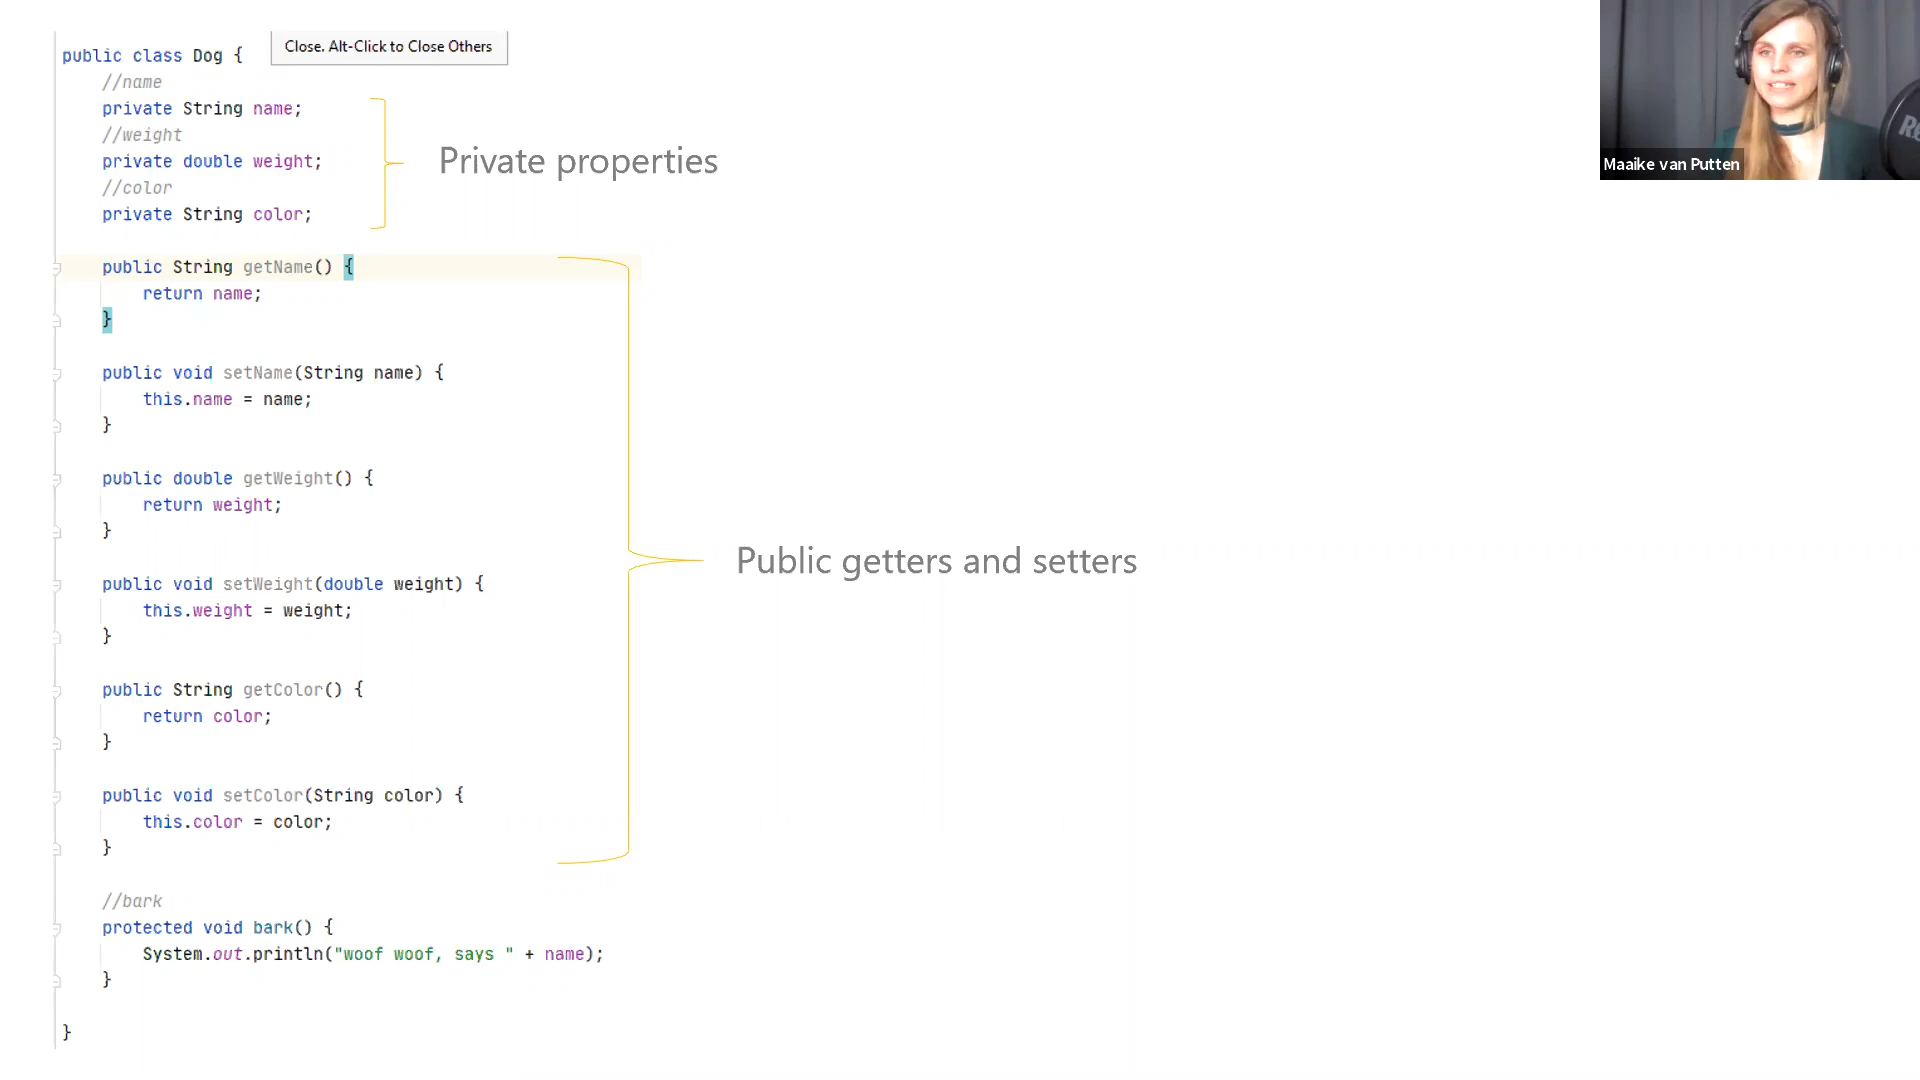 public class Dog {
Close. Alt-Click to Close Others
//name
private String name;
//weight
private double weight;
//color
private String color;
Private properties
public String getName() {
return name;
}
public void setName(String name) {
this.name = name;
}
public double getWeight() {
return weight;
}
Public getters and setters
public void setWeight(double weight) {
this.weight = weight;
}
public String getColor() {
return color;
}
public void setColor(String color) {
this.color = color;
}
//bark
protected void bark() {
System.out.println("woof woof, says " + name);
}
}
Maaike van Putten